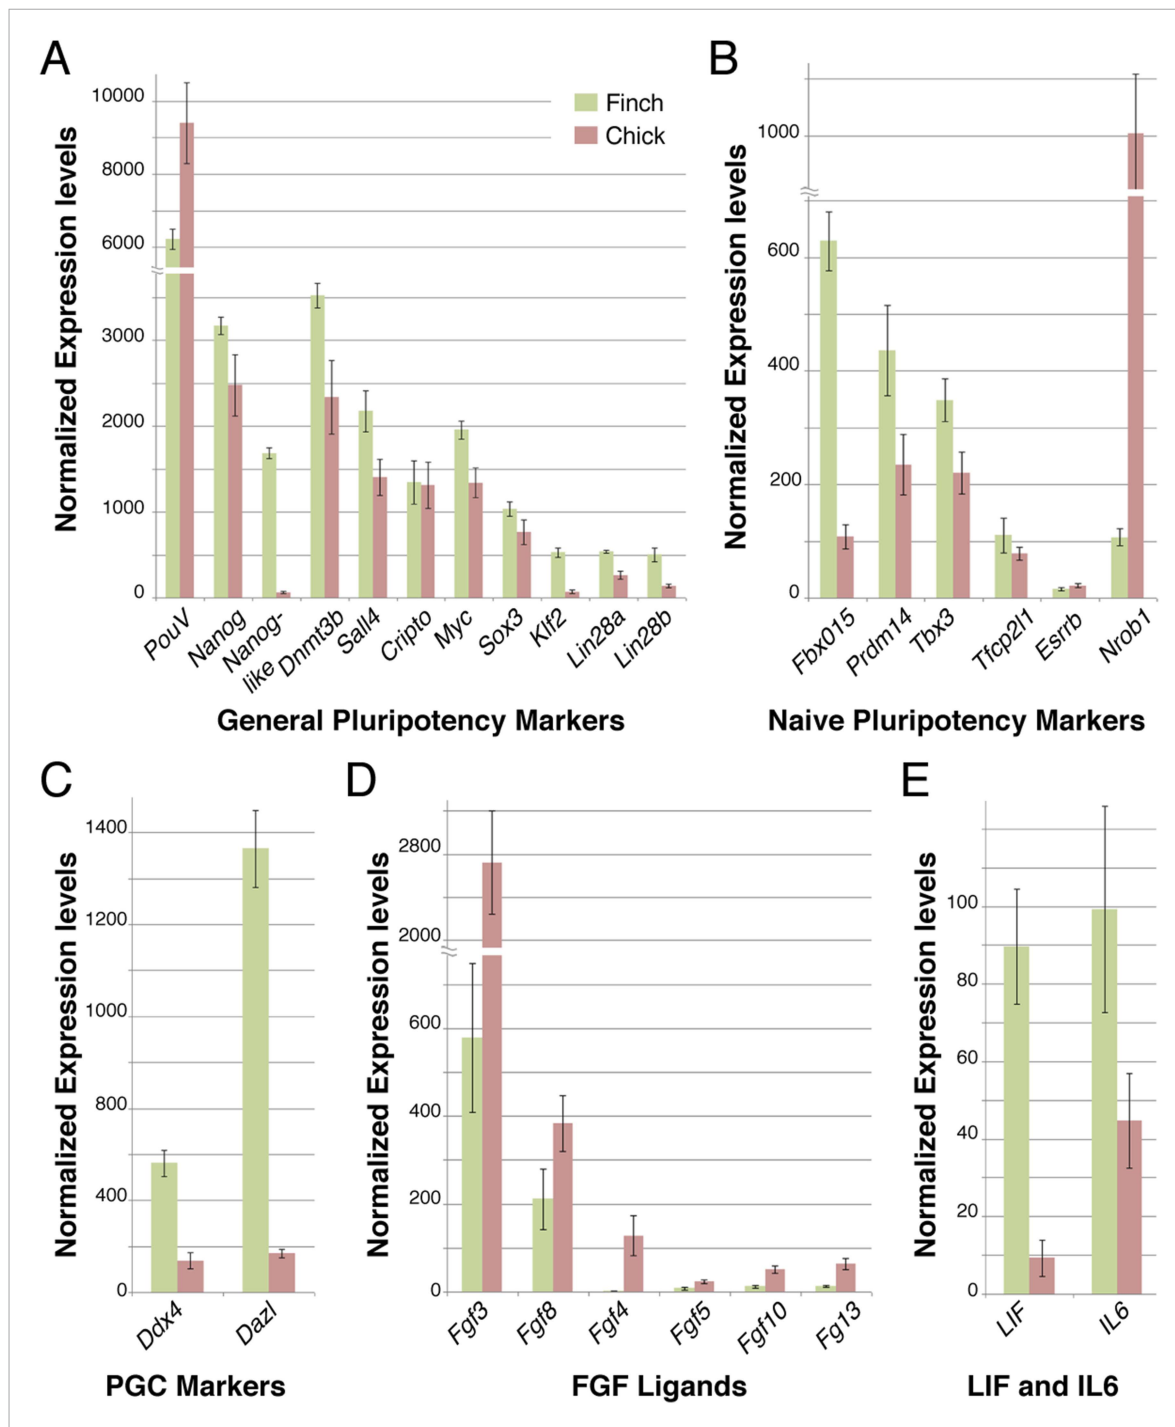 A
Normalized Expression levels
10000
8000
6000
3000
2000
1000
0
Finch
Chick
PouV
Nanog
Nanog-
like
Dnmt3b
Sall4
Cripto
Myc
Sox3
Klf2
Lin28a
Lin28b
General Pluripotency Markers
B
Normalized Expression levels
1000
600
400
200
0
Fbx015
Prdm14
Tbx3
Tfcp2l1
Esrrb
Nrob1
Naive Pluripotency Markers
C
Normalized Expression levels
1400
1200
1000
800
400
0
Ddx4
Dazl
PGC Markers
D
Normalized Expression levels
2800
2000
600
400
200
0
Fgf3
Fgf8
Fgf4
Fgf5
Fgf10
Fg13
FGF Ligands
E
Normalized Expression levels
100
80
60
40
20
0
LIF
IL6
LIF and IL6